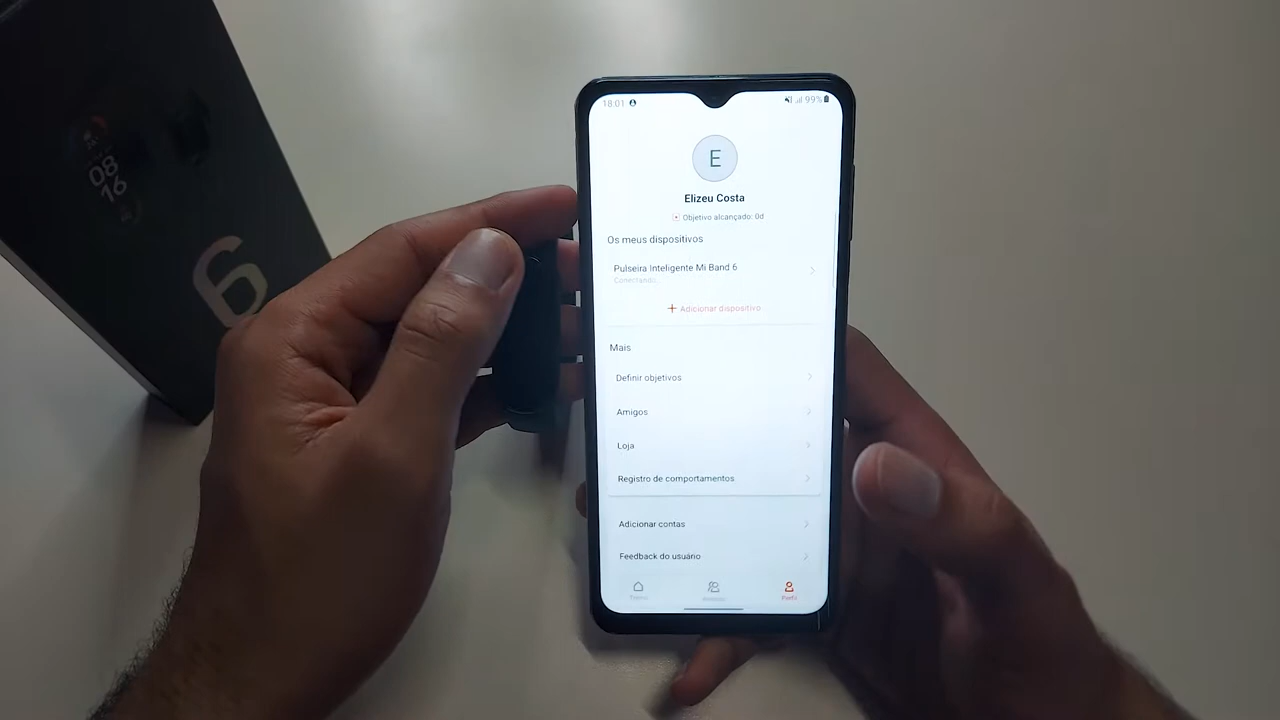 08
16
6
18:01
99%
E
Elizeu Costa
Objetivo alcançado: 0d
Os meus dispositivos
Pulseira Inteligente Mi Band 6
Conectando...
+ Adicionar dispositivo
Mais
Definir objetivos
Amigos
Loja
Registro de comportamentos
Adicionar contas
Feedback do usuário
Perfil